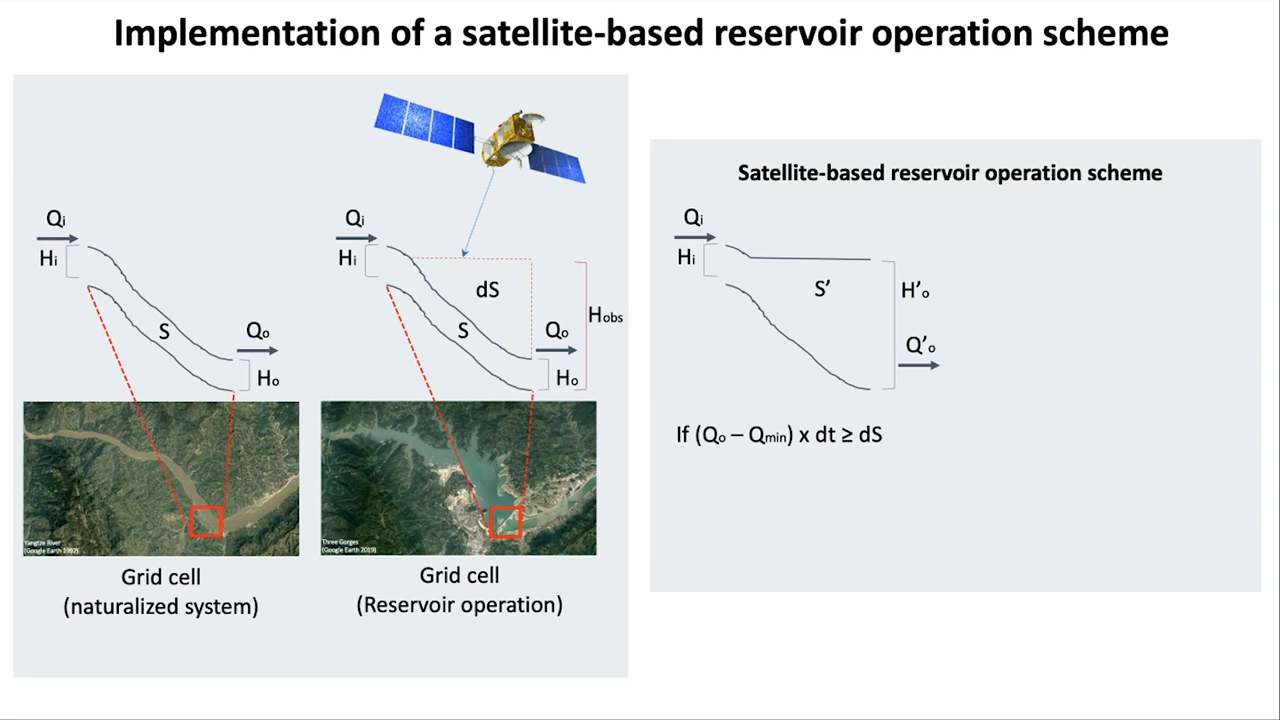 Implementation of a satellite-based reservoir operation scheme
Qi
Hi
S
Qo
Ho
Yangtze River
(Google Earth 1992)
Grid cell
(naturalized system)
Qi
Hi
dS
S
Hobs
Qo
Ho
Three Gorges
(Google Earth 2019)
Grid cell
(Reservoir operation)
Satellite-based reservoir operation scheme
Qi
Hi
S’
H’o
Q’o
If (Qo – Qmin) x dt ≥ dS